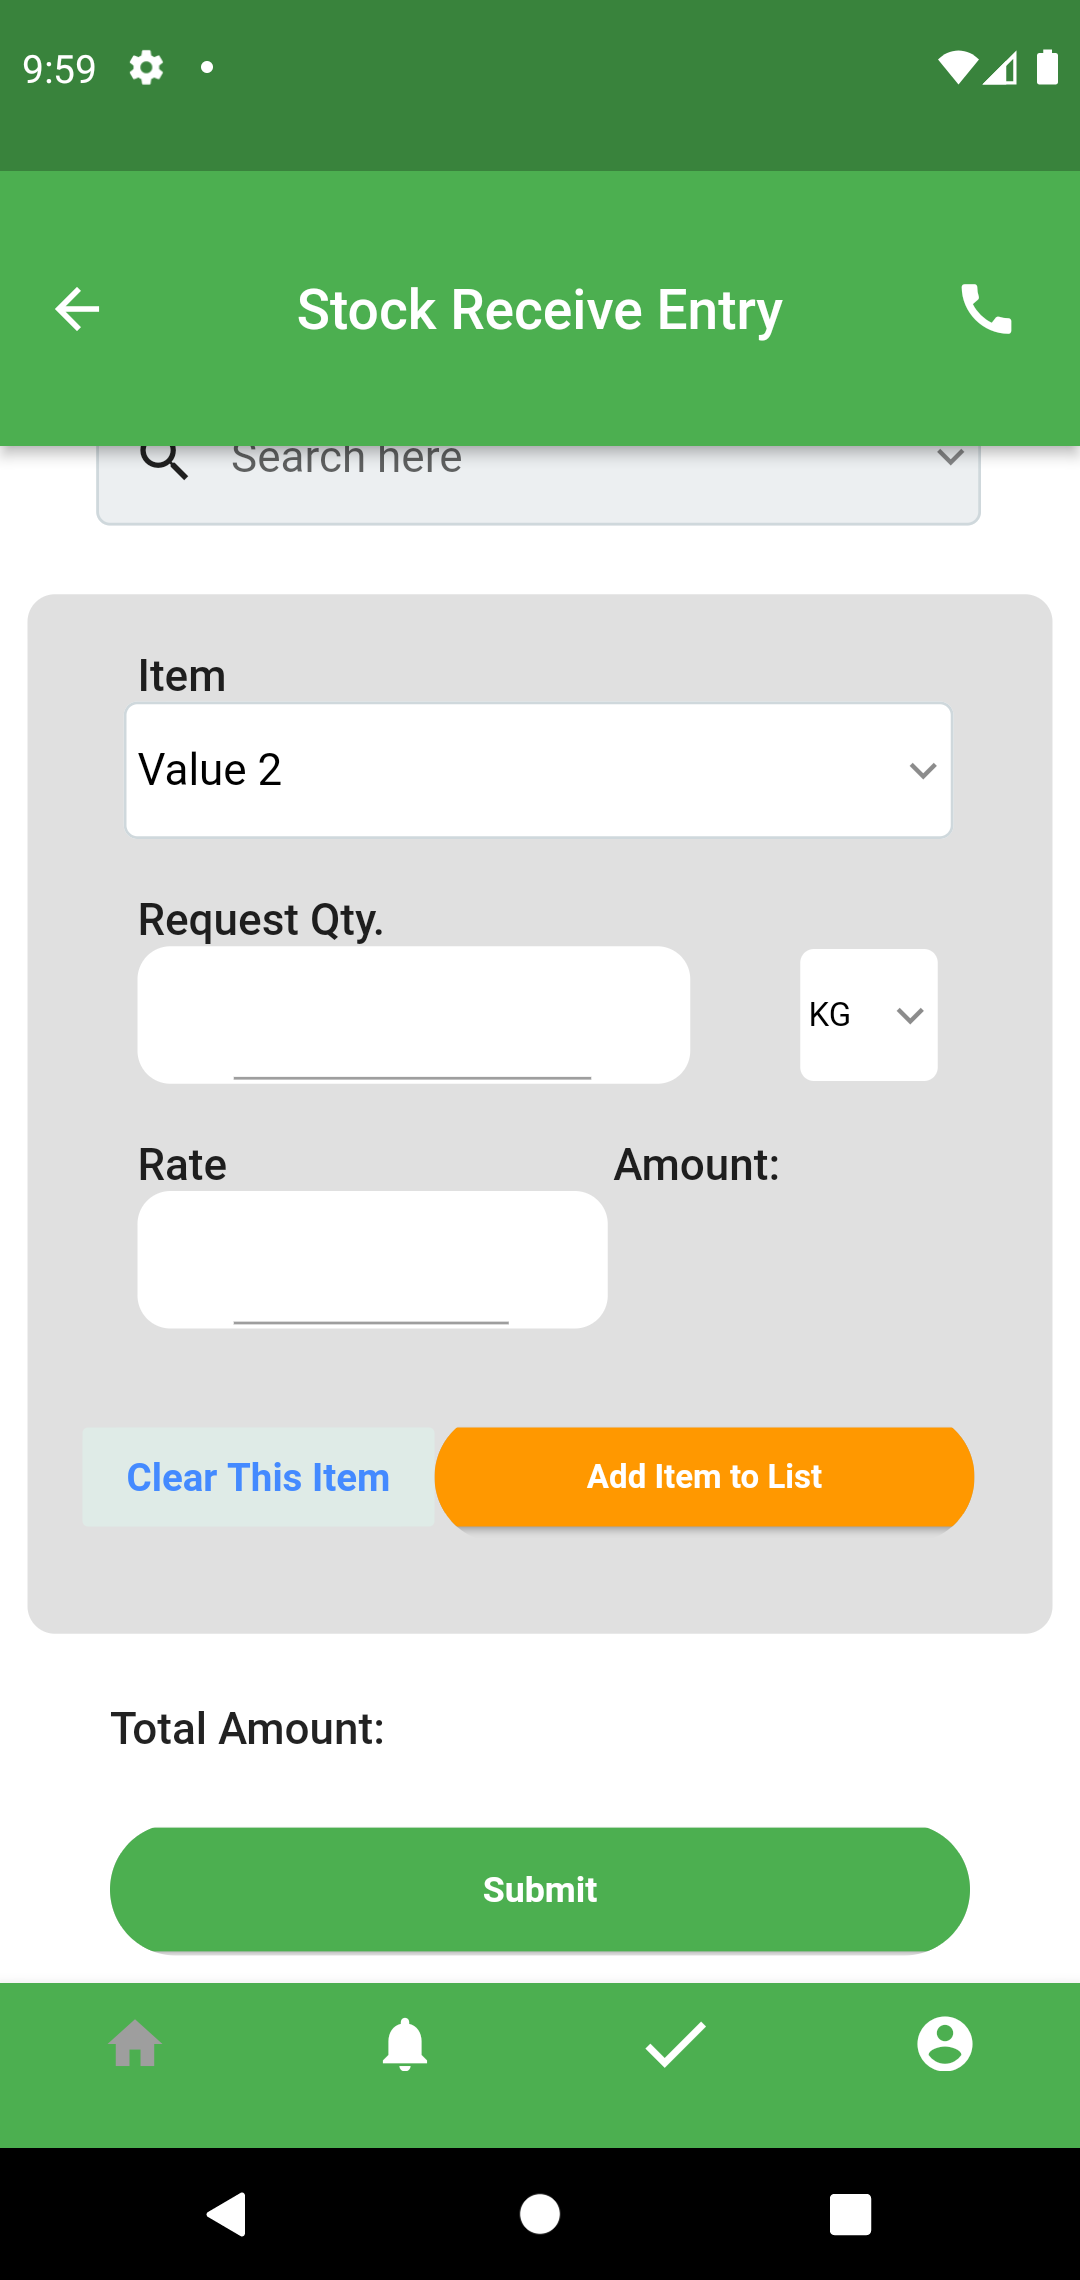 9:59
Stock Receive Entry
Search here
Item
Value 2
Request Qty.
KG
Rate
Amount:
Clear This Item
Add Item to List
Total Amount:
Submit